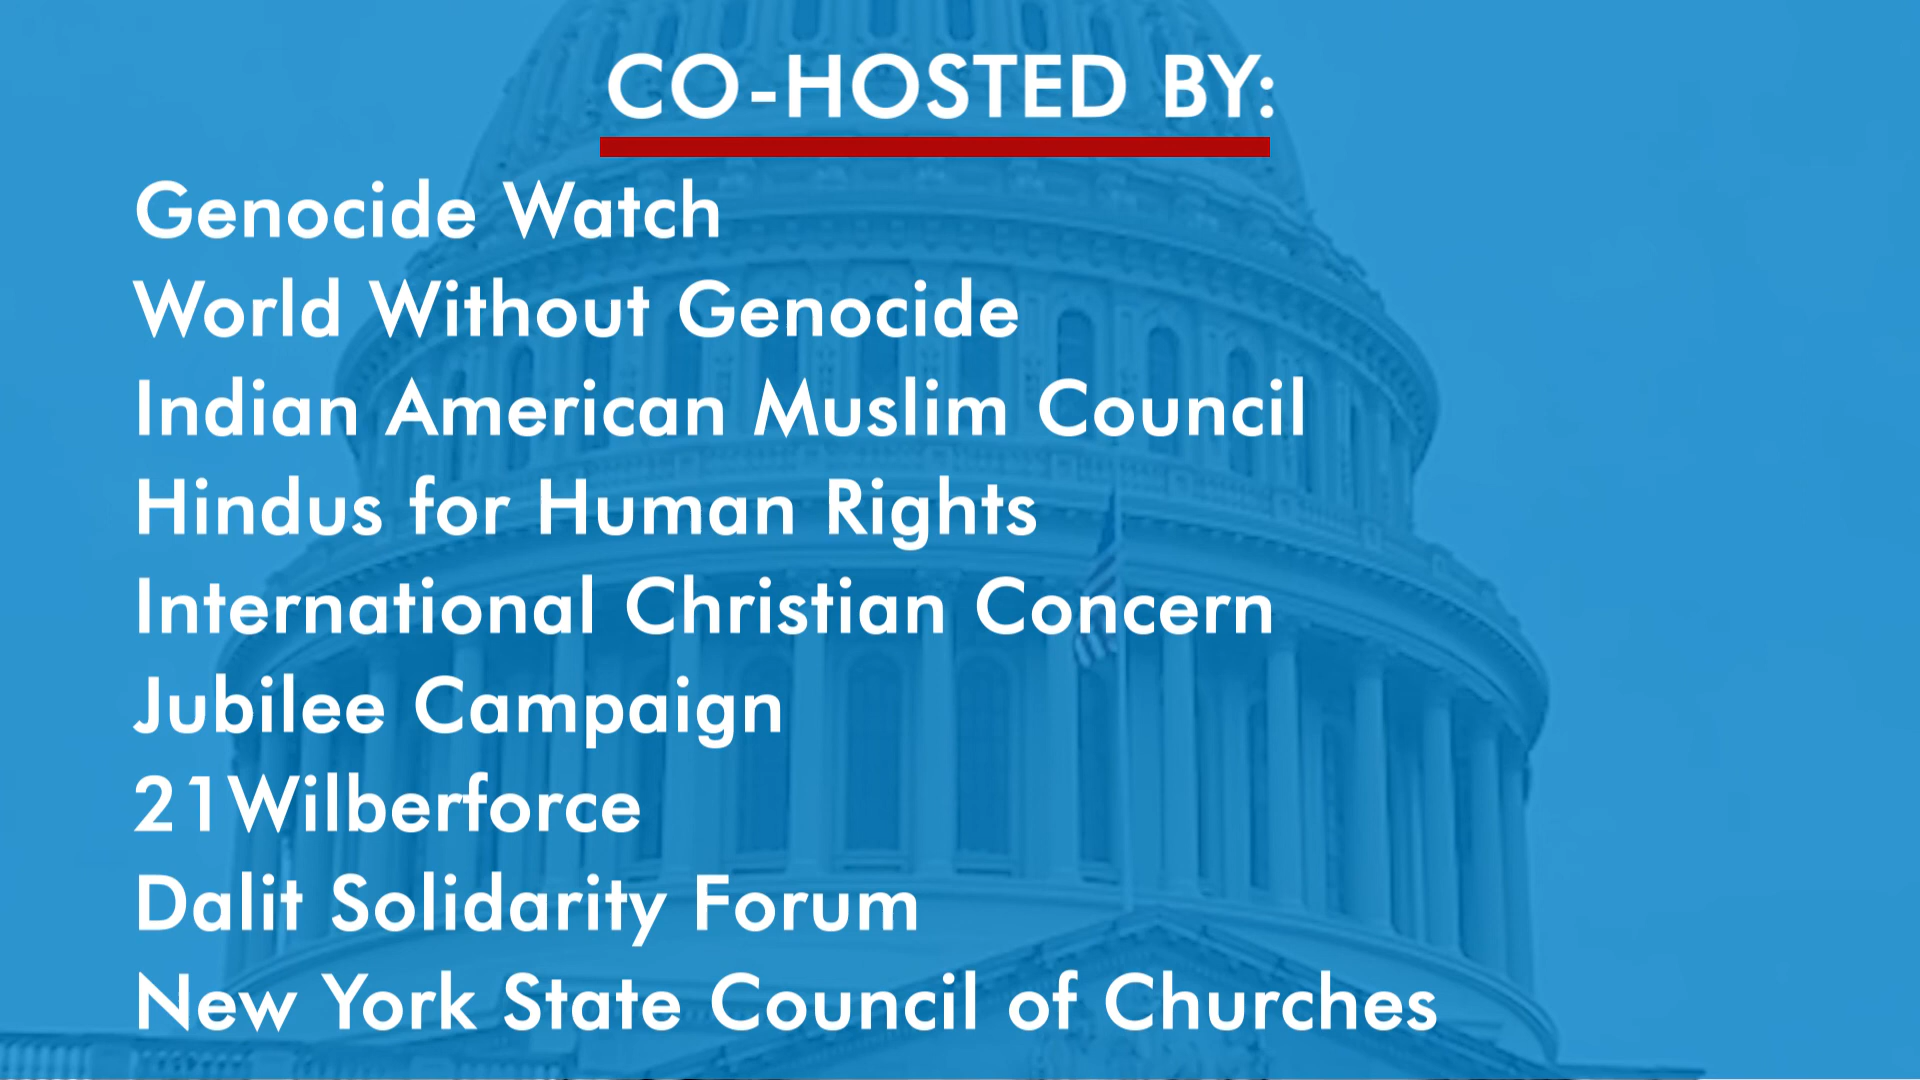 CO-HOSTED BY:
Genocide Watch
World Without Genocide
Indian American Muslim Council
Hindus for Human Rights
International Christian Concern
Jubilee Campaign
21Wilberforce
Dalit Solidarity Forum
New York State Council of Churches